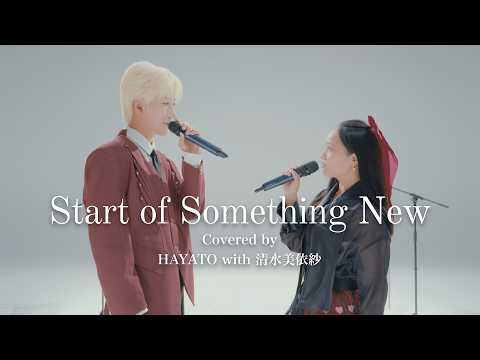 Start of Something New
Covered by
HAYATO with 清水美依紗